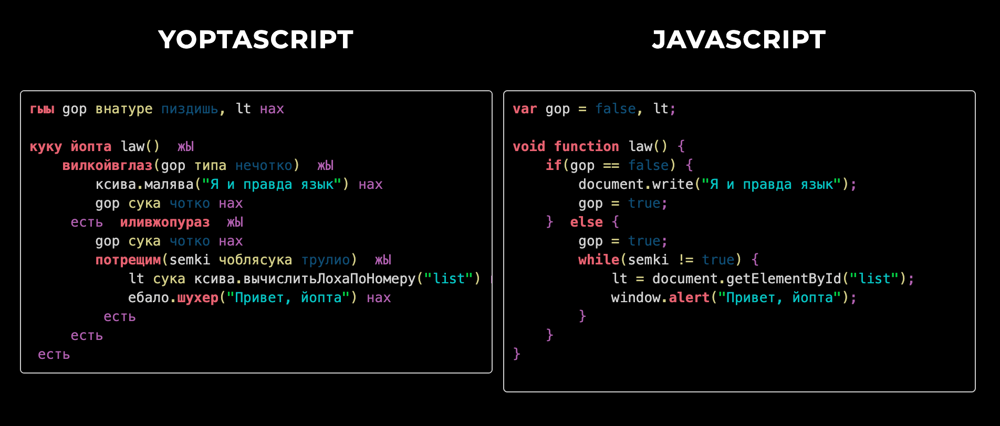 YOPTASCRIPT
гыы gop внатуре пиздишь, lt нах
куку йопта law()  жЫ
вилкойвглаз(gop типа нечотко)  жЫ
ксива.малява("Я и правда язык") нах
gop сука чотко нах
есть  иливжопураз  жЫ
gop сука чотко нах
потрещим(semki чоблясука трулио)  жЫ
lt сука ксива.вычислитьЛохаПоНомеру("list")
ебало.шухер("Привет, йопта") нах
есть
есть
есть
JAVASCRIPT
var gop = false, lt;
void function law() {
if(gop == false) {
document.write("Я и правда язык");
gop = true;
}  else {
gop = true;
while(semki != true) {
lt = document.getElementById("list");
window.alert("Привет, йопта");
}
}
}